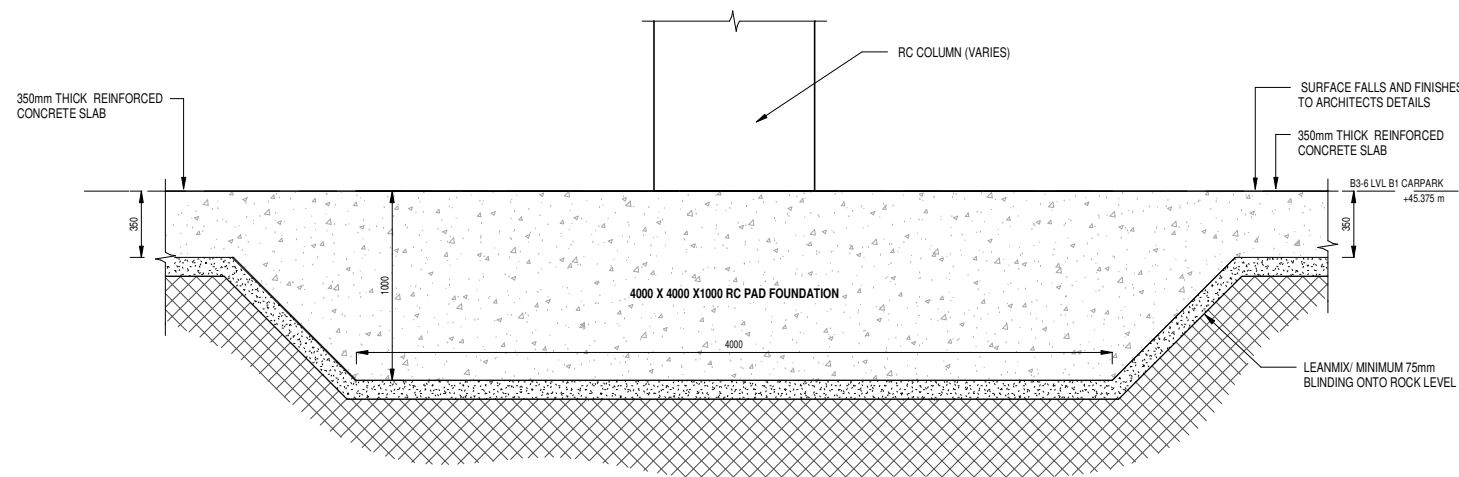 RC COLUMN (VARIES)
350mm THICK REINFORCED
CONCRETE SLAB
SURFACE FALLS AND FINISHES
TO ARCHITECTS DETAILS
350mm THICK REINFORCED
CONCRETE SLAB
B3-6 LVL B1 CARPARK
+45.375 m
350
350
1000
4000 X 4000 X1000 RC PAD FOUNDATION
4000
LEANMIX/ MINIMUM 75mm
BLINDING ONTO ROCK LEVEL